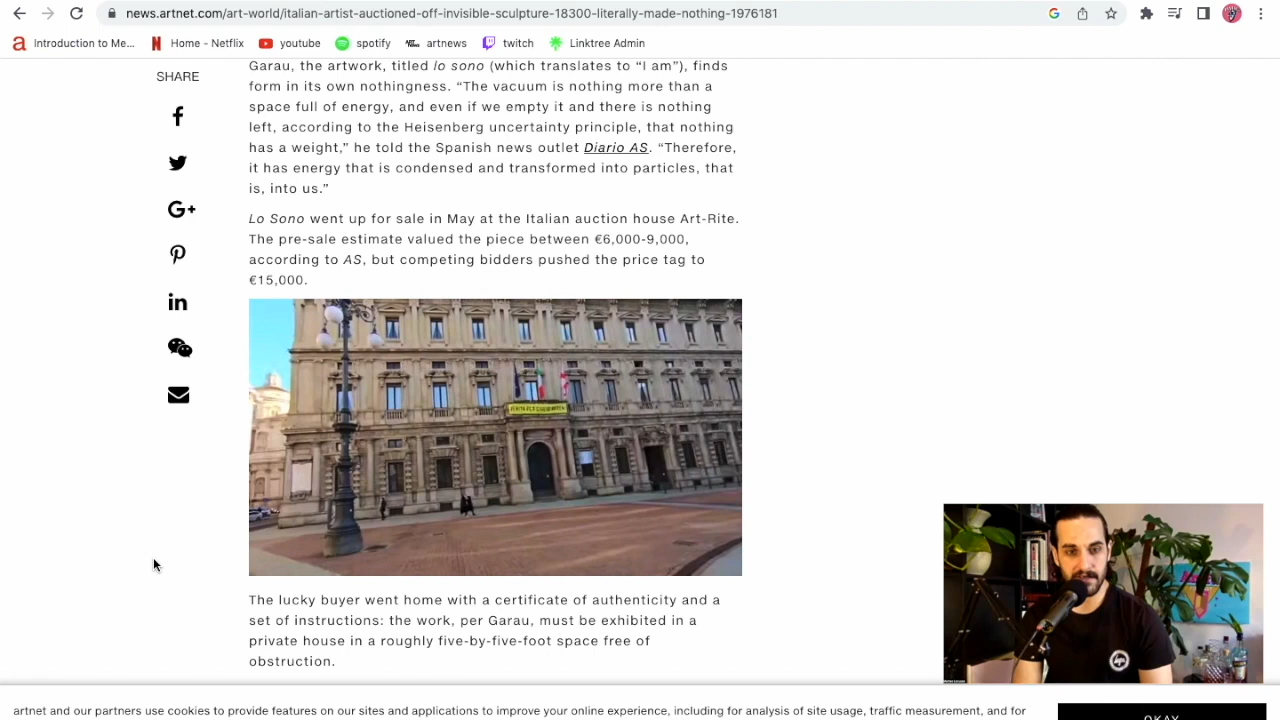 news.artnet.com/art-world/italian-artist-auctioned-off-invisible-sculpture-18300-literally-made-nothing-1976181
Introduction to Me... Home - Netflix youtube spotify artnews twitch Linktree Admin
SHARE
Garau, the artwork, titled lo sono (which translates to “I am”), finds
form in its own nothingness. “The vacuum is nothing more than a
space full of energy, and even if we empty it and there is nothing
left, according to the Heisenberg uncertainty principle, that nothing
has a weight,” he told the Spanish news outlet Diario AS. “Therefore,
it has energy that is condensed and transformed into particles, that
is, into us.”
Lo Sono went up for sale in May at the Italian auction house Art-Rite.
The pre-sale estimate valued the piece between €6,000-9,000,
according to AS, but competing bidders pushed the price tag to
€15,000.
The lucky buyer went home with a certificate of authenticity and a
set of instructions: the work, per Garau, must be exhibited in a
private house in a roughly five-by-five-foot space free of
obstruction.
artnet and our partners use cookies to provide features on our sites and applications to improve your online experience, including for analysis of site usage, traffic measurement, and for
OKAY